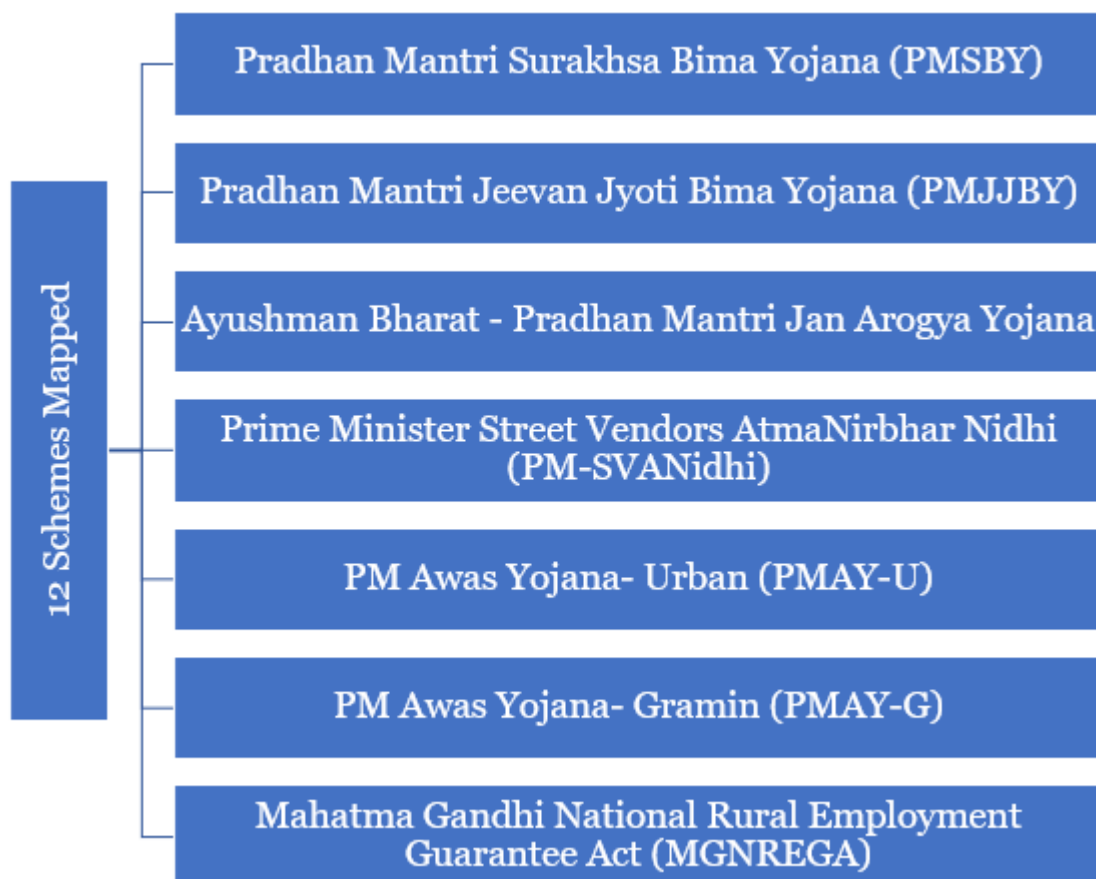 12 Schemes Mapped
Pradhan Mantri Surakhsa Bima Yojana (PMSBY)
Pradhan Mantri Jeevan Jyoti Bima Yojana (PMJJBY)
Ayushman Bharat - Pradhan Mantri Jan Arogya Yojana
Prime Minister Street Vendors AtmaNirbhar Nidhi
(PM-SVANidhi)
PM Awas Yojana- Urban (PMAY-U)
PM Awas Yojana- Gramin (PMAY-G)
Mahatma Gandhi National Rural Employment
Guarantee Act (MGNREGA)